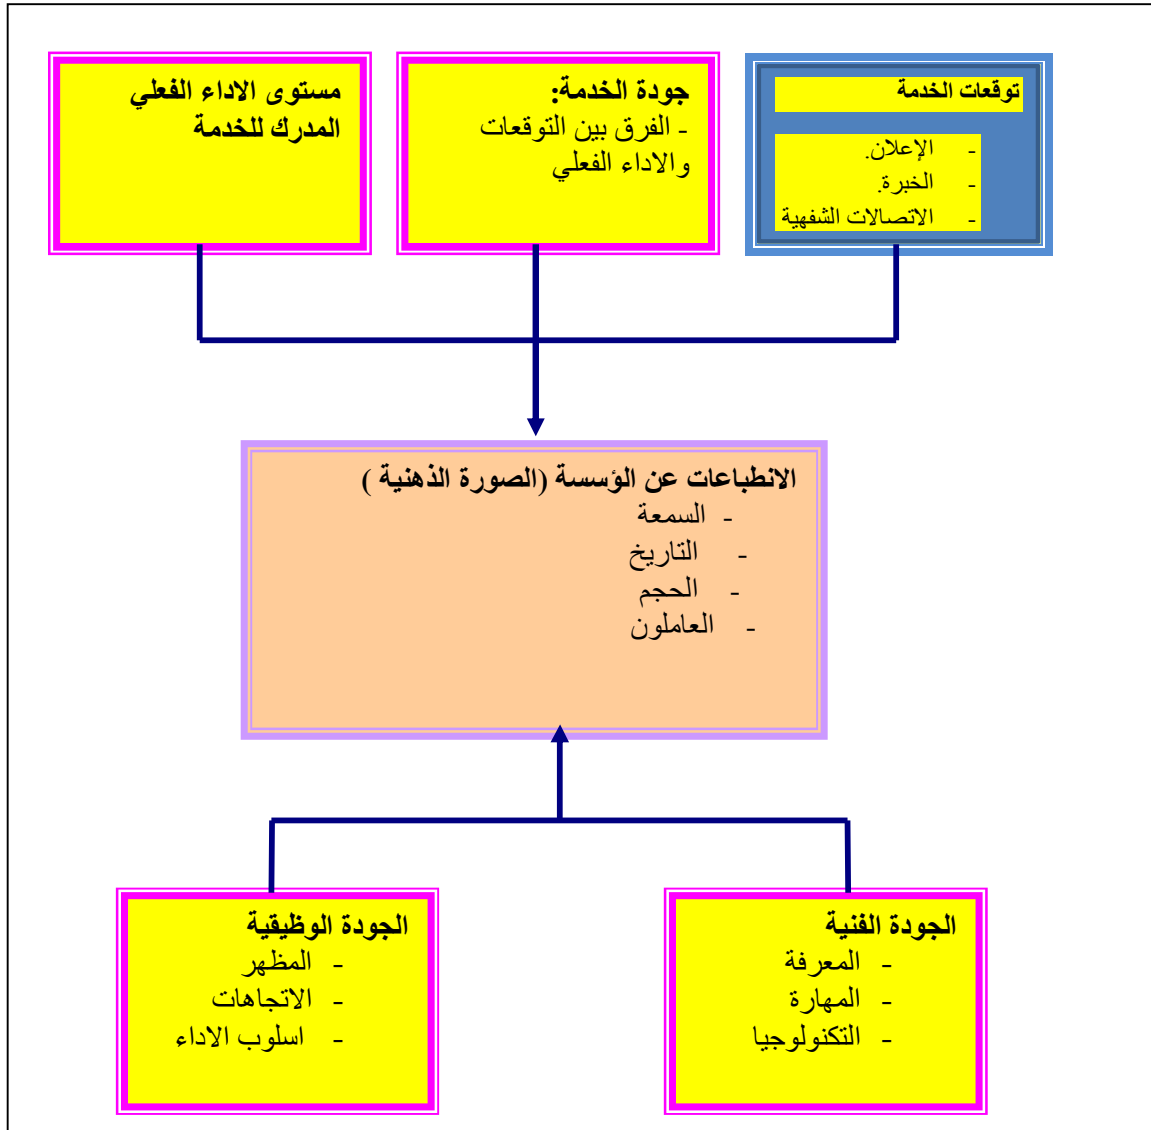 توقعات الخدمة
- الإعلان.
- الخبرة.
- الاتصالات الشفهية
جودة الخدمة:
- الفرق بين التوقعات
والاداء الفعلي
مستوى الاداء الفعلي
المدرك للخدمة
الانطباعات عن الؤسسة (الصورة الذهنية )
- السمعة
- التاريخ
- الحجم
- العاملون
الجودة الفنية
- المعرفة
- المهارة
- التكنولوجيا
الجودة الوظيقية
- المظهر
- الاتجاهات
- اسلوب الاداء